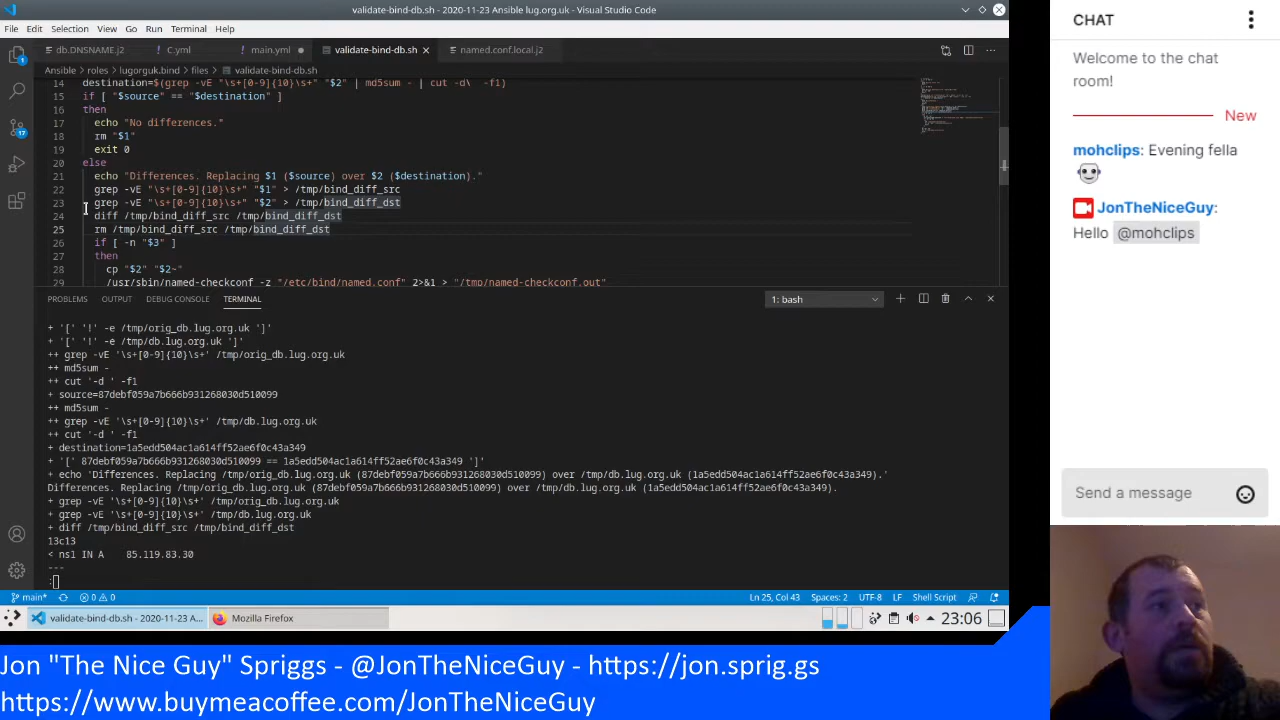 validate-bind-db.sh - 2020-11-23 Ansible lug.org.uk - Visual Studio Code
File Edit Selection View Go Run Terminal Help
db.DNSNAME.j2 C.yml main.yml validate-bind-db.sh named.conf.local.j2
Ansible > roles > lugorguk.bind > files > validate-bind-db.sh
14 destination=$(grep -vE "\s+[0-9]{10}\s+" "$2" | md5sum - | cut -d\  -f1)
15 if [ "$source" == "$destination" ]
16 then
17 echo "No differences."
18 rm "$1"
19 exit 0
20 else
21 echo "Differences. Replacing $1 ($source) over $2 ($destination)."
22 grep -vE "\s+[0-9]{10}\s+" "$1" > /tmp/bind_diff_src
23 grep -vE "\s+[0-9]{10}\s+" "$2" > /tmp/bind_diff_dst
24 diff /tmp/bind_diff_src /tmp/bind_diff_dst
25 rm /tmp/bind_diff_src /tmp/bind_diff_dst
26 if [ -n "$3" ]
27 then
28 cp "$2" "$2~"
29 /usr/sbin/named-checkconf -z "/etc/bind/named.conf" 2>&1 > "/tmp/named-checkconf.out"
PROBLEMS OUTPUT DEBUG CONSOLE TERMINAL 1: bash
+ '[' '!' -e /tmp/orig_db.lug.org.uk ']'
+ '[' '!' -e /tmp/db.lug.org.uk ']'
++ grep -vE '\s+[0-9]{10}\s+' /tmp/orig_db.lug.org.uk
++ md5sum -
++ cut '-d ' -f1
+ source=87debf059a7b666b931268030d510099
++ md5sum -
++ grep -vE '\s+[0-9]{10}\s+' /tmp/db.lug.org.uk
++ cut '-d ' -f1
+ destination=1a5edd504ac1a614ff52ae6f0c43a349
+ '[' 87debf059a7b666b931268030d510099 == 1a5edd504ac1a614ff52ae6f0c43a349 ']'
+ echo 'Differences. Replacing /tmp/orig_db.lug.org.uk (87debf059a7b666b931268030d510099) over /tmp/db.lug.org.uk (1a5edd504ac1a614ff52ae6f0c43a349).'
Differences. Replacing /tmp/orig_db.lug.org.uk (87debf059a7b666b931268030d510099) over /tmp/db.lug.org.uk (1a5edd504ac1a614ff52ae6f0c43a349).
+ grep -vE '\s+[0-9]{10}\s+' /tmp/orig_db.lug.org.uk
+ grep -vE '\s+[0-9]{10}\s+' /tmp/db.lug.org.uk
+ diff /tmp/bind_diff_src /tmp/bind_diff_dst
13c13
< ns1 IN A    85.119.83.30
---
:
main* 0 0 Ln 25, Col 43 Spaces: 2 UTF-8 LF Shell Script
validate-bind-db.sh - 2020-11-23 A... Mozilla Firefox 23:06
CHAT
Welcome to the chat
room!
New
mohclips: Evening fella
JonTheNiceGuy:
Hello @mohclips
Send a message
Jon "The Nice Guy" Spriggs - @JonTheNiceGuy - https://jon.sprig.gs
https://www.buymeacoffee.com/JonTheNiceGuy
1
17